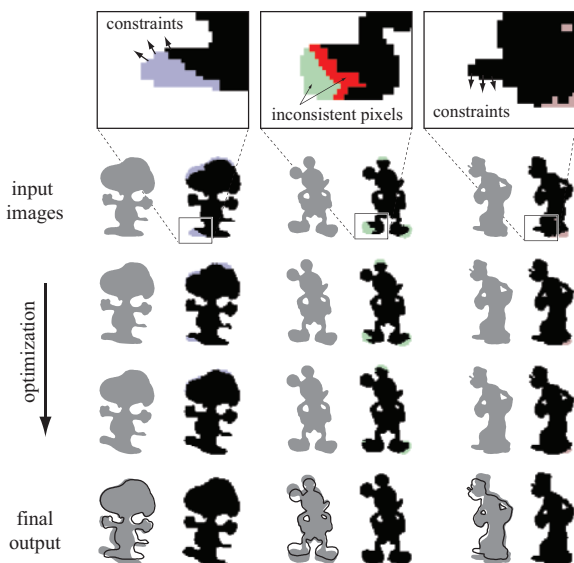 constraints
inconsistent pixels
constraints
input
images
optimization
final
output